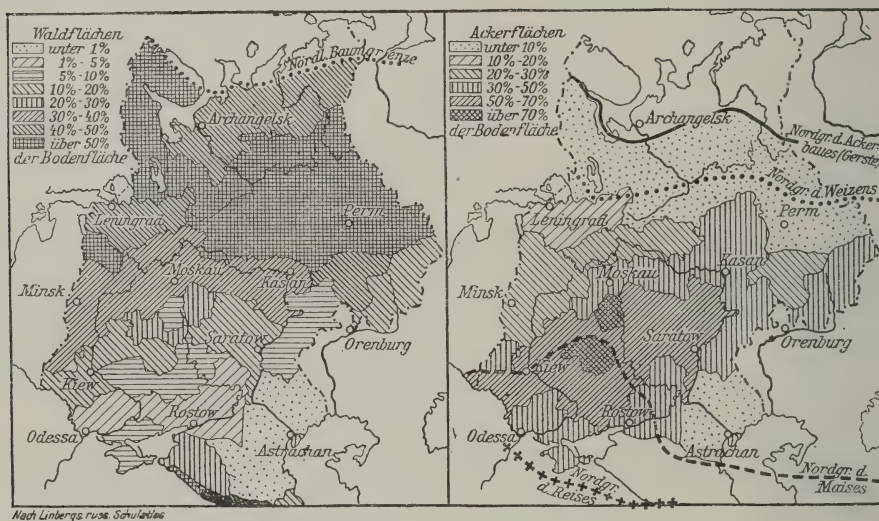 Waldflächen
unter 1%
1% - 5%
5% - 10%
10% - 20%
20% - 30%
30% - 40%
40% - 50%
über 50%
der Bodenfläche
Nördl. Baumgrenze
Archangelsk
Leningrad
Perm
Moskau
Kasan
Minsk
Saratow
Orenburg
Kiew
Rostow
Odessa
Astrachan
Ackerflächen
unter 10%
10% - 20%
20% - 30%
30% - 50%
50% - 70%
über 70%
der Bodenfläche
Archangelsk
Nordgr. d. Acker-
baues (Gerste)
Nordgr. d. Weizens
Leningrad
Perm
Kasan
Moskau
Minsk
Saratow
Orenburg
Kiew
Rostow
Odessa
Astrachan
Nordgr. d.
Maises
Nordgr.
d. Reises
Nach Linbergs russ. Schulatlas